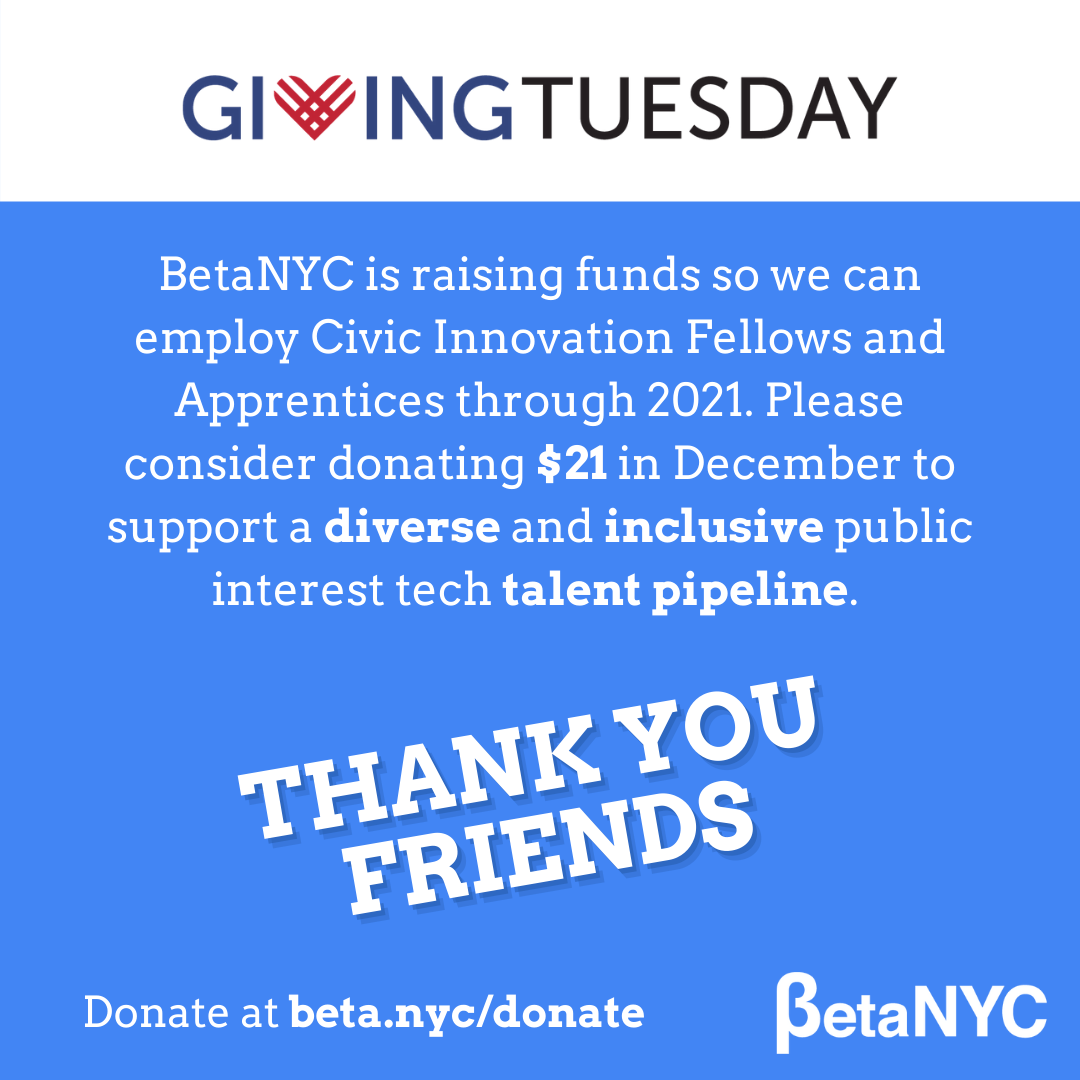 GIVINGTUESDAY
BetaNYC is raising funds so we can
employ Civic Innovation Fellows and
Apprentices through 2021. Please
consider donating $21 in December to
support a diverse and inclusive public
interest tech talent pipeline.
THANK YOU
FRIENDS
Donate at beta.nyc/donate
βetaNYC